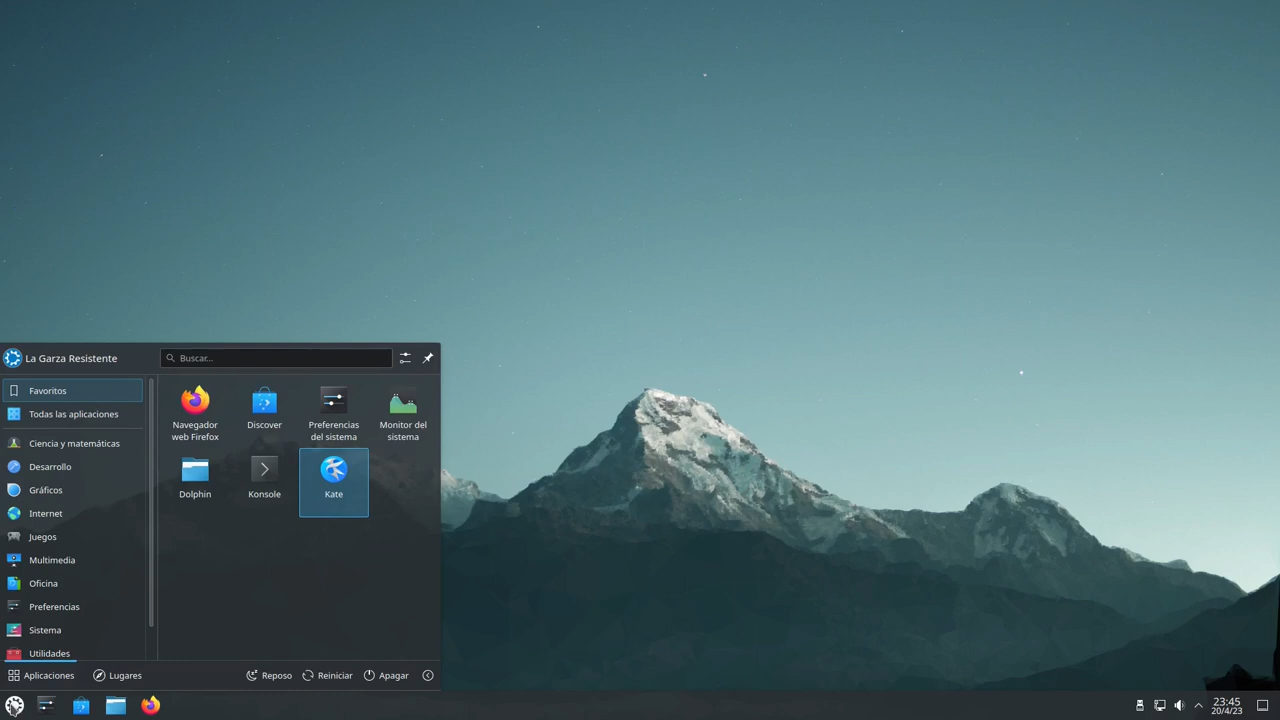 La Garza Resistente
Buscar...
Favoritos
Todas las aplicaciones
Ciencia y matemáticas
Desarrollo
Gráficos
Internet
Juegos
Multimedia
Oficina
Preferencias
Sistema
Utilidades
Navegador
web Firefox
Discover
Preferencias
del sistema
Monitor del
sistema
Dolphin
Konsole
Kate
Aplicaciones
Lugares
Reposo
Reiniciar
Apagar
23:45
20/4/23